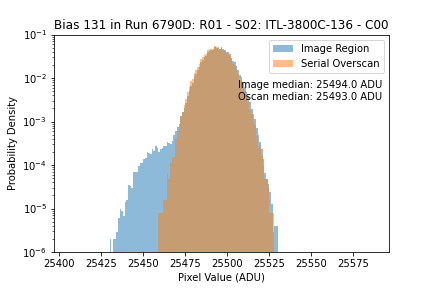 Bias 131 in Run 6790D: R01 - S02: ITL-3800C-136 - C00
Image Region
Serial Overscan
Image median: 25494.0 ADU
Oscan median: 25493.0 ADU
Probability Density
10⁻¹
10⁻²
10⁻³
10⁻⁴
10⁻⁵
10⁻⁶
25400 25425 25450 25475 25500 25525 25550 25575
Pixel Value (ADU)